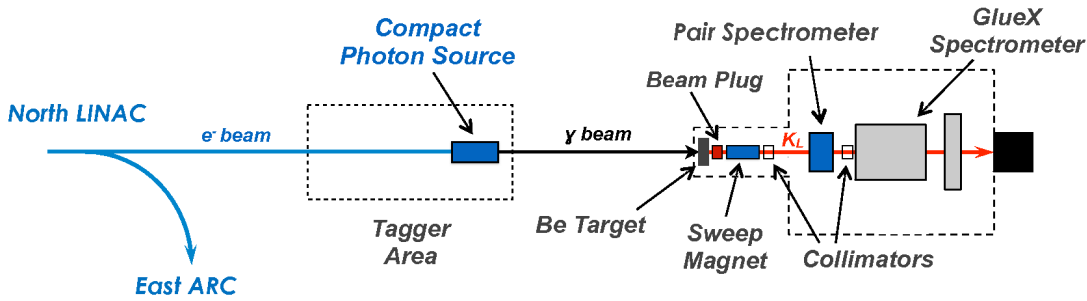 North LINAC
East ARC
e- beam
Compact
Photon Source
Tagger
Area
ɣ beam
Be Target
Beam Plug
Sweep
Magnet
KL
Collimators
Pair Spectrometer
GlueX
Spectrometer